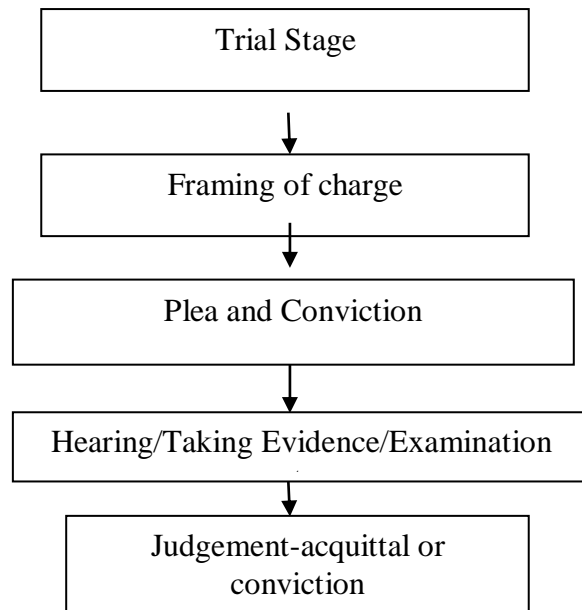 Trial Stage
Framing of charge
Plea and Conviction
Hearing/Taking Evidence/Examination
Judgement-acquittal or
conviction